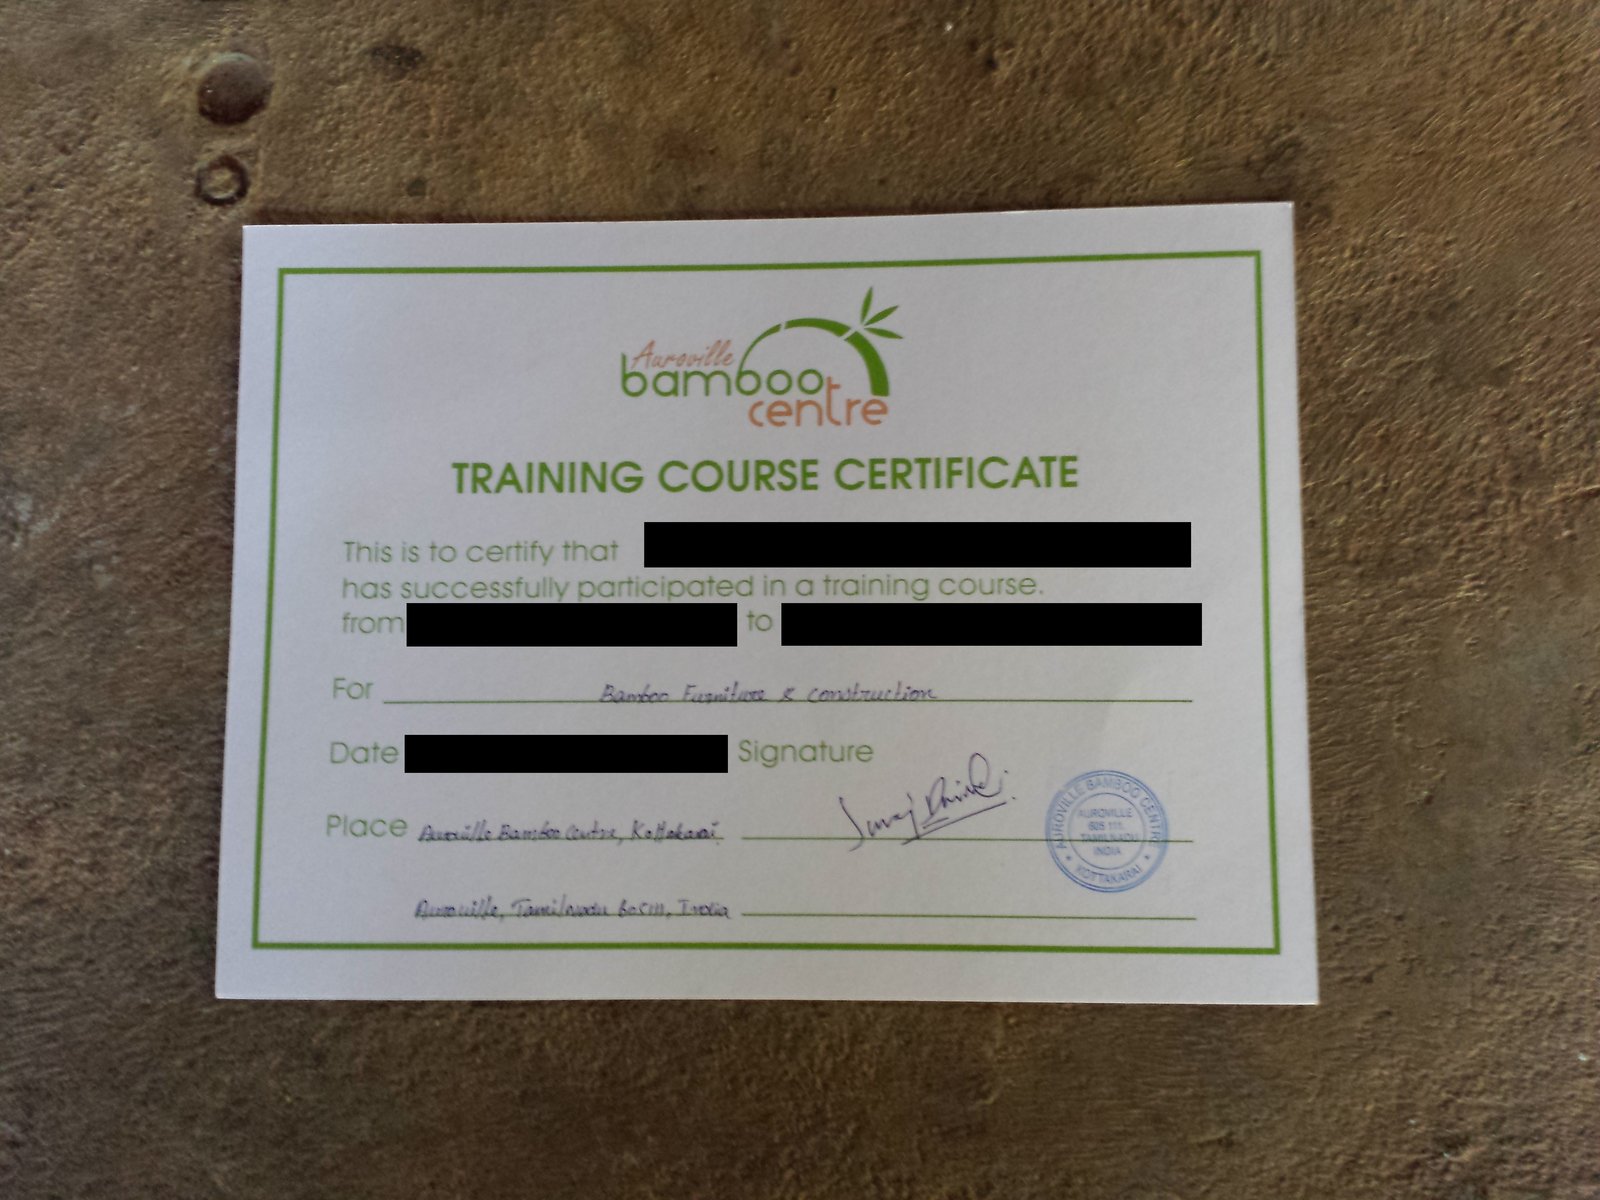 Auroville
bamboo
centre
TRAINING COURSE CERTIFICATE
This is to certify that
has successfully participated in a training course.
from to
For Bamboo Furniture & Construction
Date Signature
Place Auroville Bamboo Centre, Kottakarai,
Auroville, Tamilnadu 605111, India
AUROVILLE BAMBOO CENTRE
AUROVILLE
605 111
TAMILNADU
INDIA
KOTTAKARAI